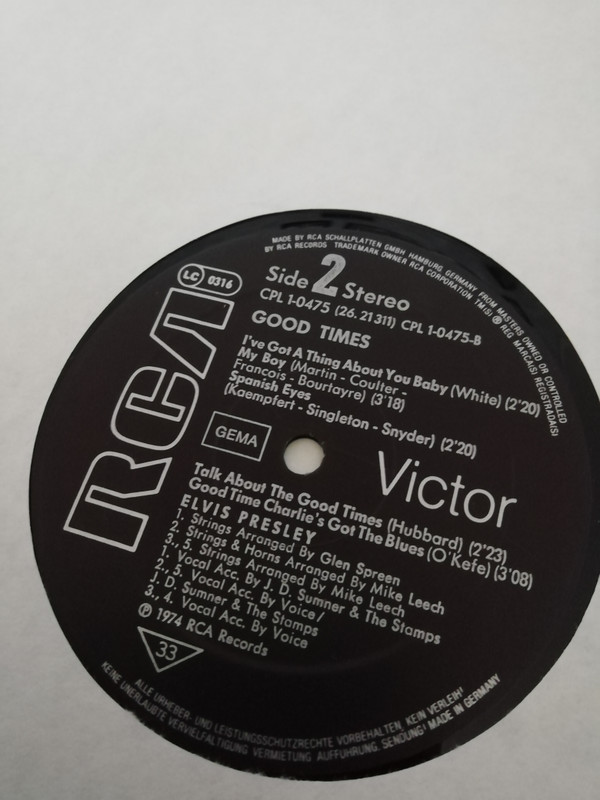 MADE BY RCA SCHALLPLATTEN GMBH HAMBURG GERMANY FROM MASTERS OWNED OR CONTROLLED
BY RCA RECORDS TRADEMARK OWNER RCA CORPORATION TM(S) ® REG MARCA(S) REGISTRADA(S)
LC 0316
RCA
Side 2 Stereo
CPL 1-0475 (26.21311) CPL 1-0475-B
GOOD TIMES
I've Got A Thing About You Baby (White) (2'20)
My Boy (Martin - Coulter -
Francois - Bourtayre) (3'18)
Spanish Eyes
(Kaempfert - Singleton - Snyder) (2'20)
GEMA
Victor
Talk About The Good Times (Hubbard) (2'23)
Good Time Charlie's Got The Blues (O'Kefe) (3'08)
ELVIS PRESLEY
1. Strings Arranged By Glen Spreen
2. Strings & Horns Arranged By Mike Leech
3., 5. Strings Arranged By Mike Leech
1. Vocal Acc. By J. D. Sumner & The Stamps
2., 5. Vocal Acc. By Voice/
J. D. Sumner & The Stamps
3., 4. Vocal Acc. By Voice
℗ 1974 RCA Records
33
ALLE URHEBER- UND LEISTUNGSSCHUTZRECHTE VORBEHALTEN. KEIN VERLEIH!
KEINE UNERLAUBTE VERVIELFALTIGUNG VERMIETUNG AUFFUHRUNG, SENDUNG! MADE IN GERMANY